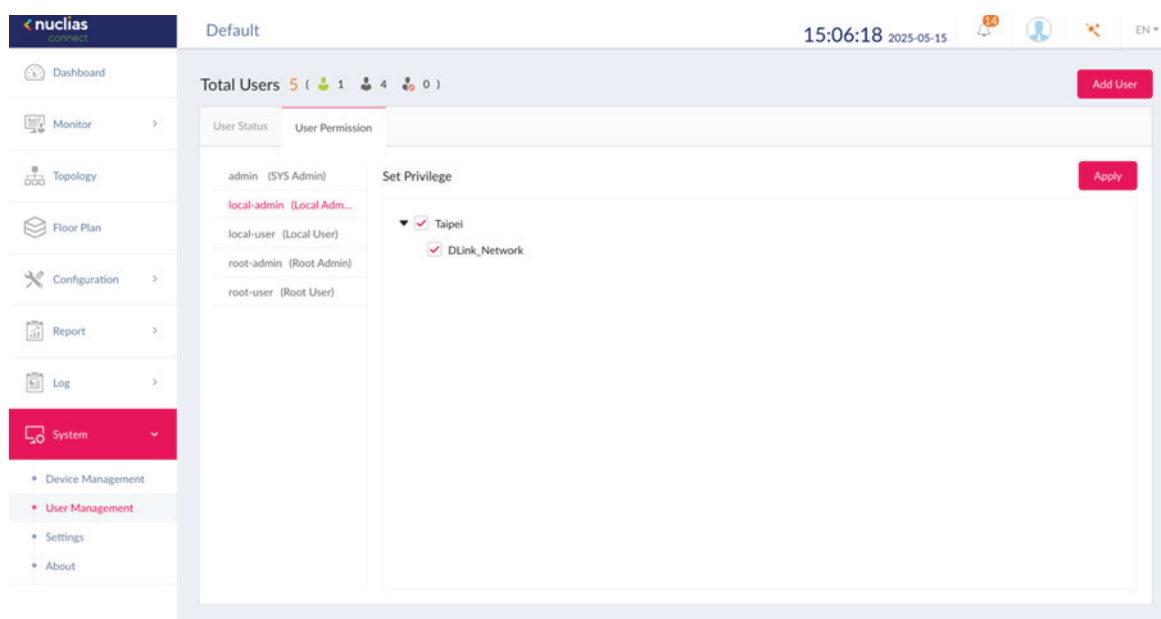 nuclias
connect
Default
15:06:18 2025-05-15
14
EN
Dashboard
Monitor
Topology
Floor Plan
Configuration
Report
Log
System
Device Management
User Management
Settings
About
Total Users 5 ( 1 4 0 )
Add User
User Status User Permission
admin (SYS Admin)
local-admin (Local Adm...
local-user (Local User)
root-admin (Root Admin)
root-user (Root User)
Set Privilege
Apply
Taipei
DLink_Network